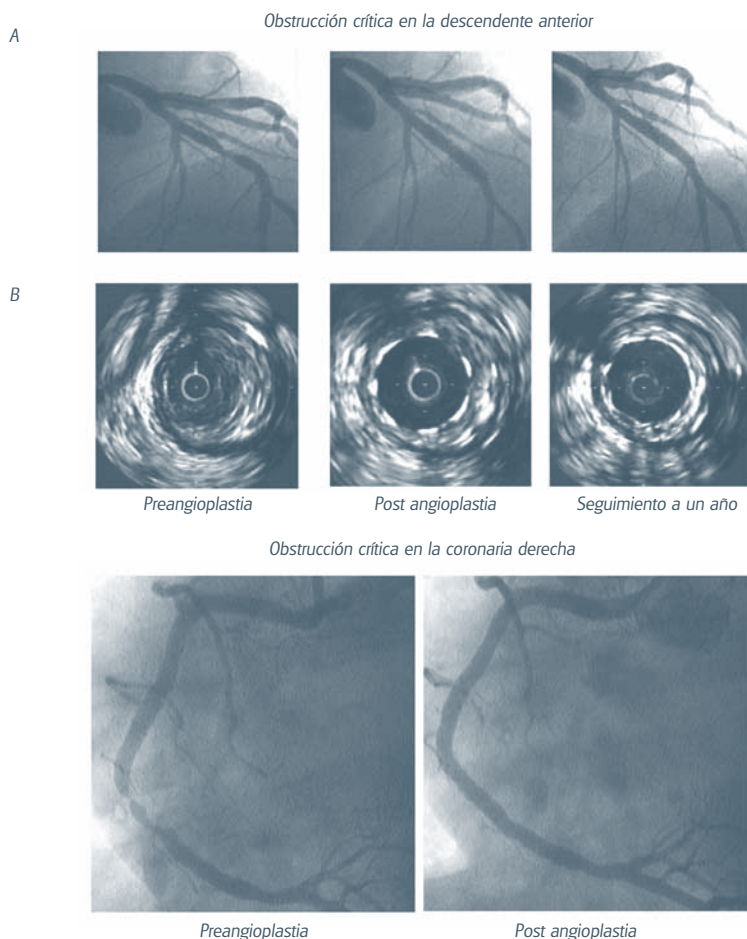 Obstrucción crítica en la descendente anterior
A
B
Preangioplastia
Post angioplastia
Seguimiento a un año
Obstrucción crítica en la coronaria derecha
Preangioplastia
Post angioplastia